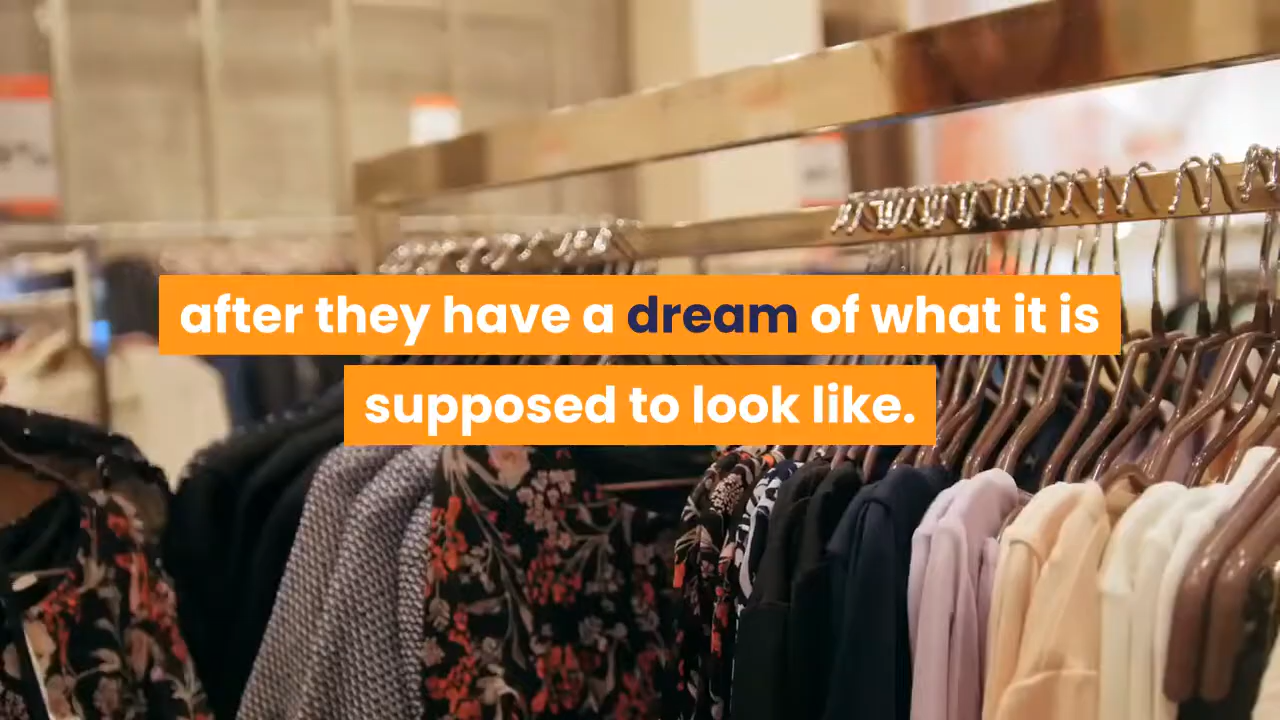 after they have a dream of what it is
supposed to look like.